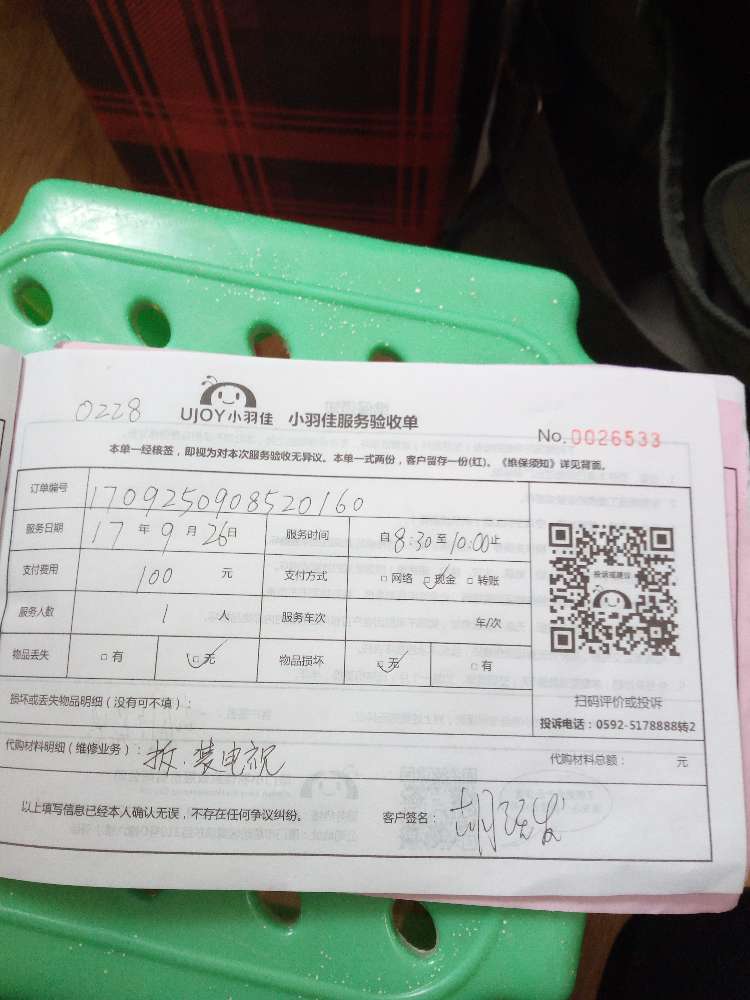 0228
UJOY小羽佳 小羽佳服务验收单
No. 0026533
本单一经核签，即视为对本次服务验收无异议。本单一式两份，客户留存一份(红)。《维保须知》详见背面。
订单编号 1709250908520160
服务日期 17 年 9 月 26 日 服务时间 自 8:30 至 10:00 止
支付费用 100 元 支付方式 □ 网络 □ 现金 □ 转账
服务人数 1 人 服务车次 车/次
物品丢失 □ 有 □ 无 物品损坏 □ 无 □ 有
投诉或建议
扫码评价或投诉
投诉电话：0592-5178888转2
损坏或丢失物品明细（没有可不填）：
代购材料明细（维修业务）：拆.装电视 代购材料总额： 元
以上填写信息已经本人确认无误，不存在任何争议纠纷。 客户签名：